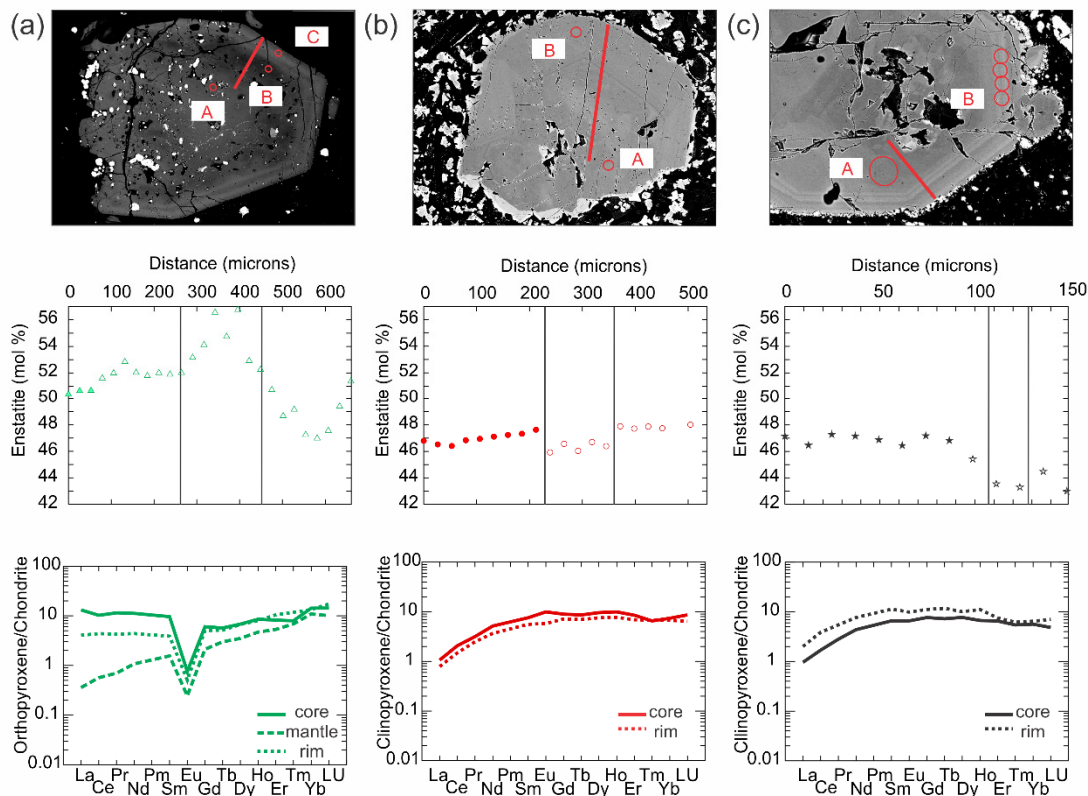 (a)
C
B
A
(b)
B
A
(c)
B
A
Distance (microns)
0 200 400 600
Enstatite (mol %)
56
54
52
50
48
46
44
42
Distance (microns)
0 100 200 300 400 500
Enstatite (mol %)
56
54
52
50
48
46
44
42
Distance (microns)
0 50 100 150
Enstatite (mol %)
56
54
52
50
48
46
44
42
Orthopyroxene/Chondrite
100
10
1
0.1
0.01
core
mantle
rim
La Pr Pm Eu Tb Ho Tm LU
Ce Nd Sm Gd Dy Er Yb
Clinopyroxene/Chondrite
100
10
1
0.1
0.01
core
rim
La Pr Pm Eu Tb Ho Tm LU
Ce Nd Sm Gd Dy Er Yb
Cllinopyroxene/Chondrite
100
10
1
0.1
0.01
core
rim
La Pr Pm Eu Tb Ho Tm LU
Ce Nd Sm Gd Dy Er Yb